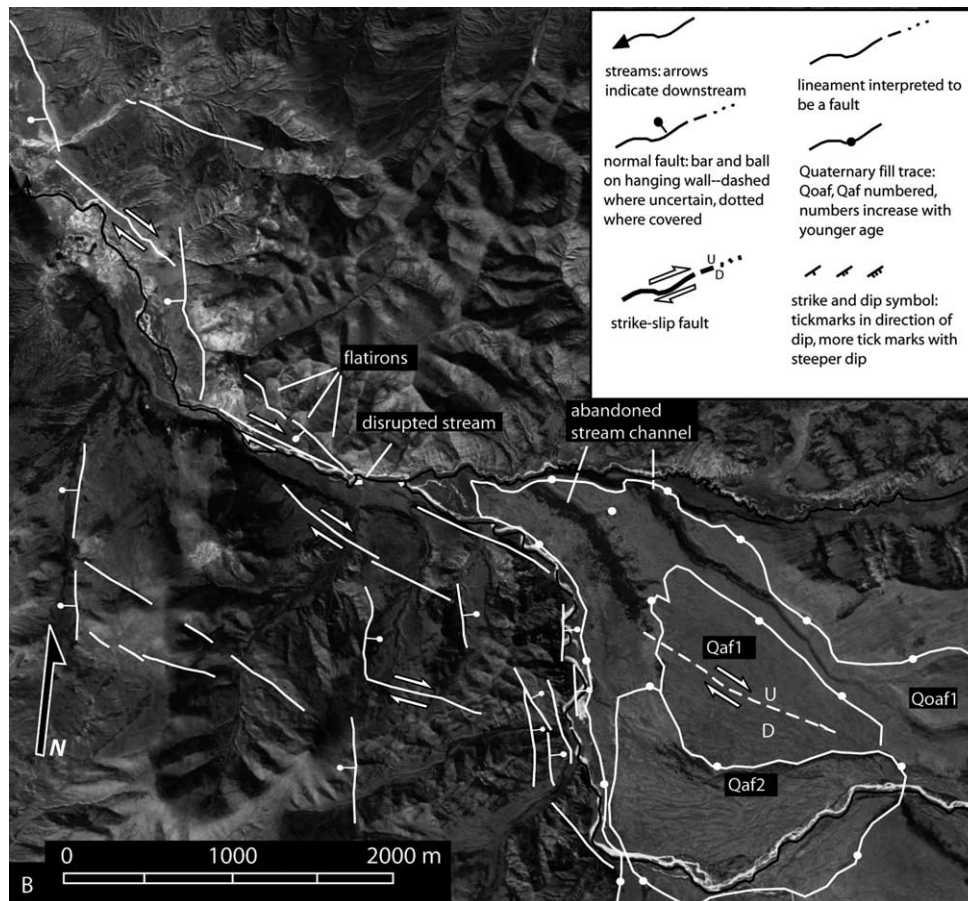 streams: arrows
indicate downstream
normal fault: bar and ball
on hanging wall--dashed
where uncertain, dotted
where covered
U
D
strike-slip fault
lineament interpreted to
be a fault
Quaternary fill trace:
Qoaf, Qaf numbered,
numbers increase with
younger age
strike and dip symbol:
tickmarks in direction of
dip, more tick marks with
steeper dip
flatirons
disrupted stream
abandoned
stream channel
Qaf1
U
D
Qoaf1
Qaf2
N
0 1000 2000 m
B